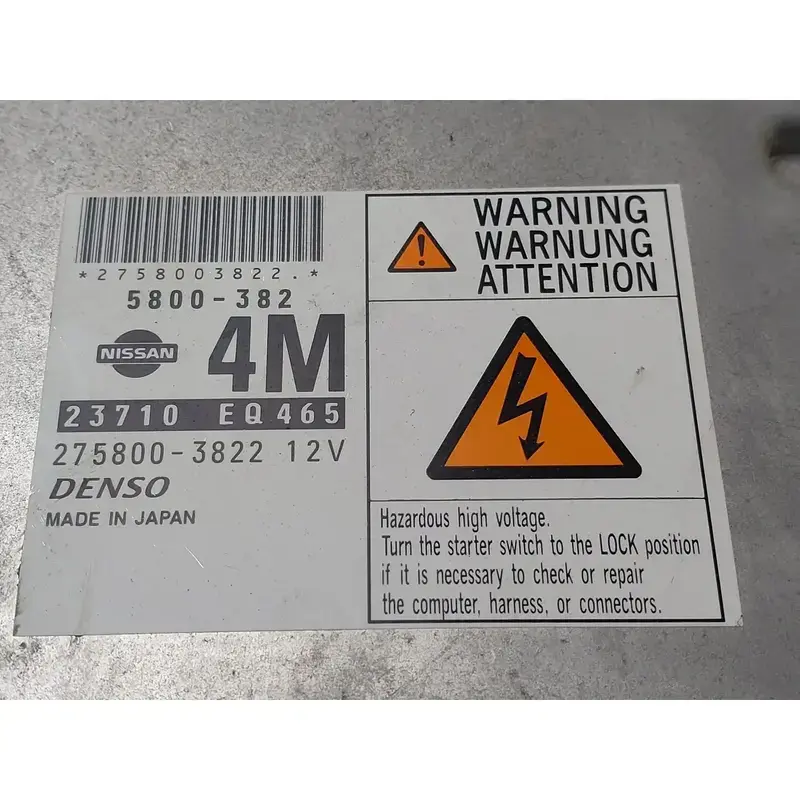 *2758003822.*
5800-382
NISSAN
4M
23710 EQ465
275800-3822 12V
DENSO
MADE IN JAPAN
WARNING
WARNUNG
ATTENTION
Hazardous high voltage.
Turn the starter switch to the LOCK position
if it is necessary to check or repair
the computer, harness, or connectors.